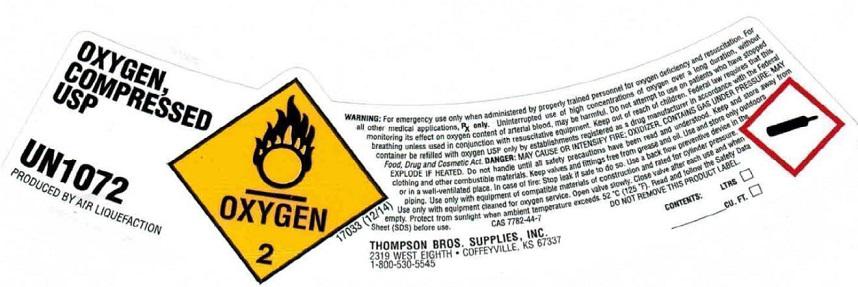 OXYGEN,
COMPRESSED
USP
UN1072
PRODUCED BY AIR LIQUEFACTION
OXYGEN
2
17033 (12/14)
WARNING: For emergency use only when administered by properly trained personnel for oxygen deficiency and resuscitation. For
all other medical applications, Rx only. Uninterrupted use of high concentrations of oxygen over a long duration, without
monitoring its effect on oxygen content of arterial blood, may be harmful. Do not attempt to use on patients who have stopped
breathing unless used in conjunction with resuscitative equipment. Keep out of reach of children. Federal law requires that this
container be refilled with oxygen USP only by establishments registered as a drug manufacturer in accordance with the Federal
Food, Drug and Cosmetic Act. DANGER: MAY CAUSE OR INTENSIFY FIRE; OXIDIZER. CONTAINS GAS UNDER PRESSURE; MAY
EXPLODE IF HEATED. Do not handle until all safety precautions have been read and understood. Keep and store away from
clothing and other combustible materials. Keep valves and fittings free from grease and oil. Use and store only outdoors
or in a well-ventilated place. In case of fire: Stop leak if safe to do so. Use a back flow preventive device in the
piping. Use only with equipment of compatible materials of construction and rated for cylinder pressure.
Use only with equipment cleaned for oxygen service. Open valve slowly. Close valve after each use and when
empty. Protect from sunlight when ambient temperature exceeds 52 °C (125 °F). Read and follow the Safety Data
Sheet (SDS) before use. CAS 7782-44-7 DO NOT REMOVE THIS PRODUCT LABEL.
THOMPSON BROS. SUPPLIES, INC.
2319 WEST EIGHTH • COFFEYVILLE, KS 67337
1-800-530-5545
CONTENTS: LTRS
CU. FT.